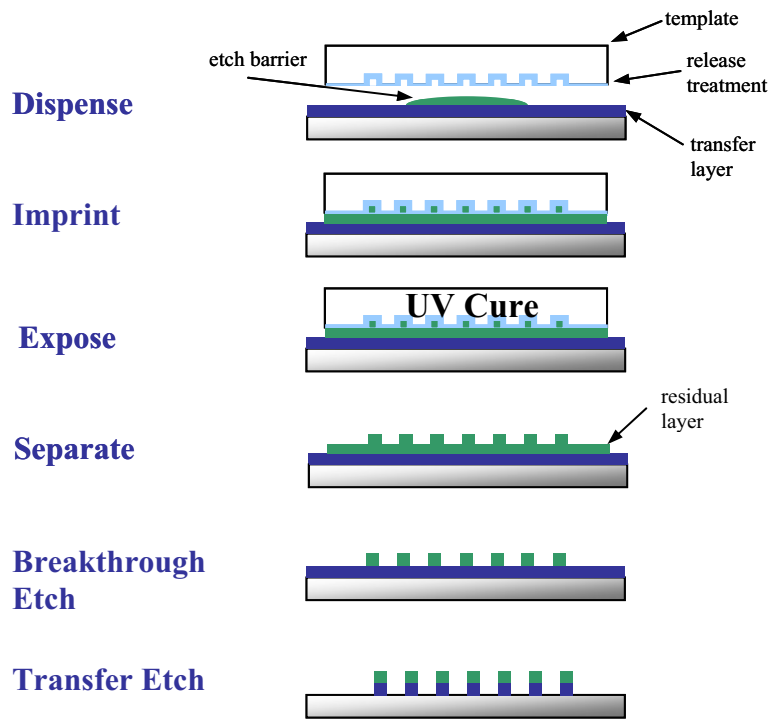 template
etch barrier
release
treatment
Dispense
transfer
layer
Imprint
UV Cure
Expose
residual
layer
Separate
Breakthrough
Etch
Transfer Etch